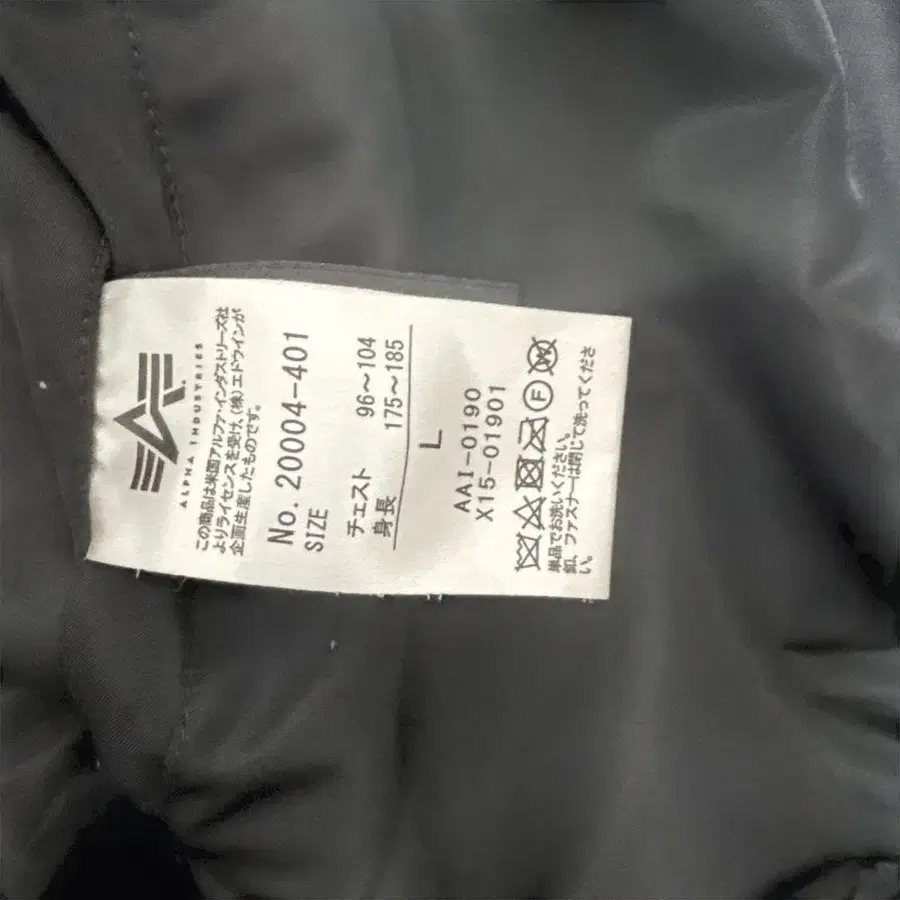 ALPHA INDUSTRIES
この商品は米国アルファ・インダストリーズ社
よりライセンスを受け、(株)エドウインが
企画生産したものです。
No. 20004-401
SIZE
チェスト 96~104
身長 175~185
L
AAI-0190
X15-01901
単品でお洗いください。
釦、ファスナーは閉じて洗ってくださ
い。